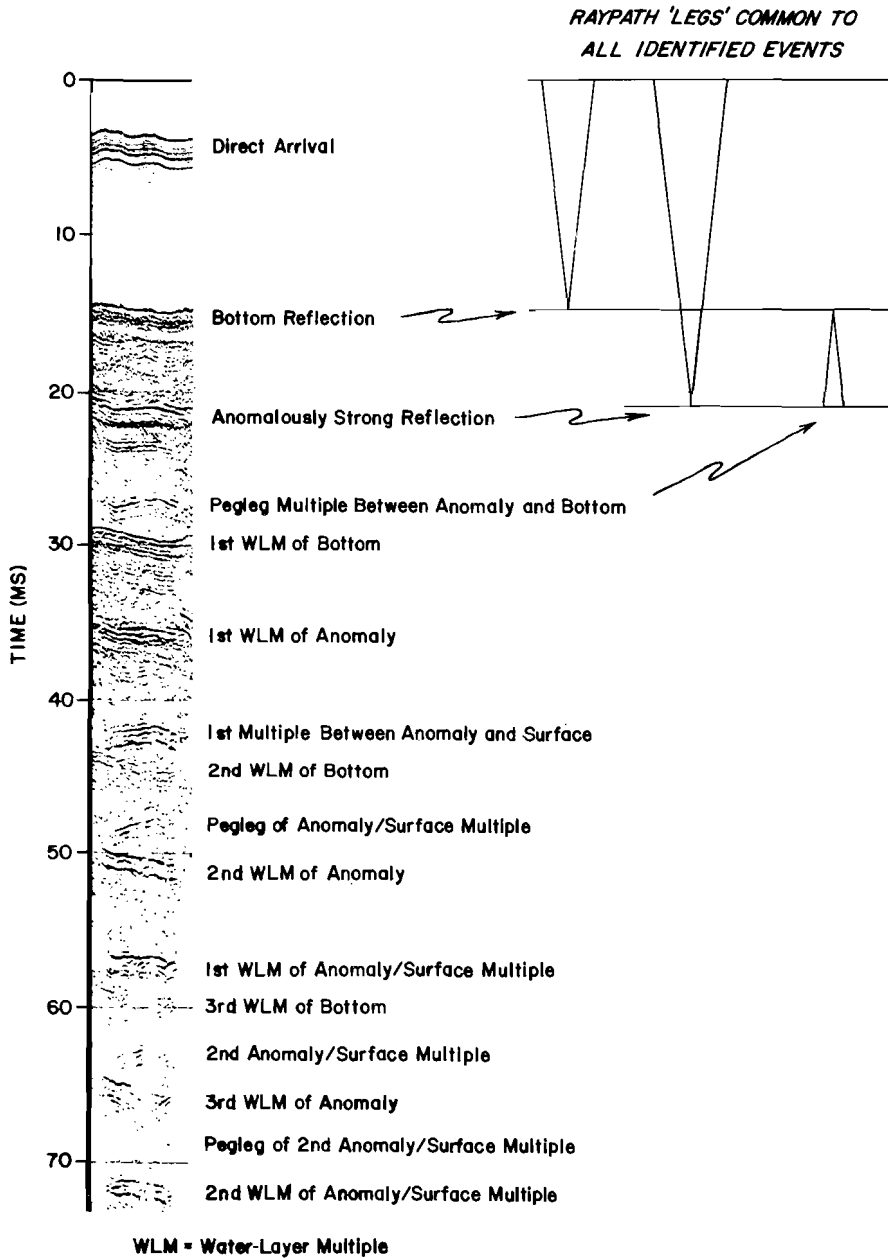 RAYPATH 'LEGS' COMMON TO
ALL IDENTIFIED EVENTS
0
Direct Arrival
10
Bottom Reflection
20
Anomalously Strong Reflection
Pegleg Multiple Between Anomaly and Bottom
30
1st WLM of Bottom
TIME (MS)
1st WLM of Anomaly
40
1st Multiple Between Anomaly and Surface
2nd WLM of Bottom
Pegleg of Anomaly/Surface Multiple
50
2nd WLM of Anomaly
1st WLM of Anomaly/Surface Multiple
60
3rd WLM of Bottom
2nd Anomaly/Surface Multiple
3rd WLM of Anomaly
Pegleg of 2nd Anomaly/Surface Multiple
70
2nd WLM of Anomaly/Surface Multiple
WLM = Water-Layer Multiple